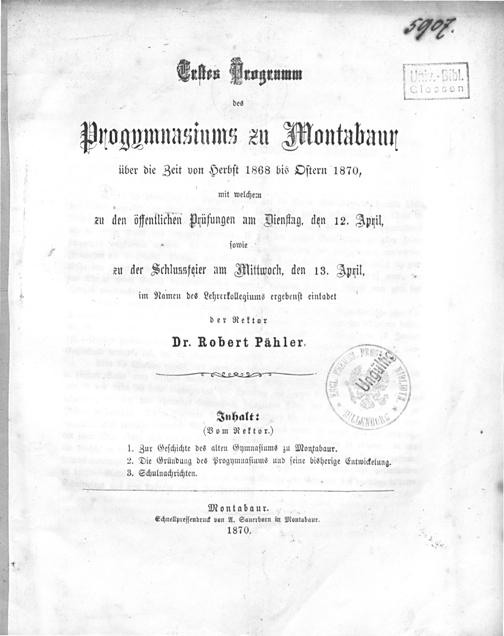 5907.
Univ.-Bibl.
Giessen
Erstes Programm
des
Progymnasiums zu Montabaur
über die Zeit von Herbst 1868 bis Ostern 1870,
mit welchem
zu den öffentlichen Prüfungen am Dienstag, den 12. April,
sowie
zu der Schlussfeier am Mittwoch, den 13. April,
im Namen des Lehrerkollegiums ergebenst einladet
der Rektor
Dr. Robert Pähler.
Ungültig
DILLENBURG
Inhalt:
(Vom Rektor.)
1. Zur Geschichte des alten Gymnasiums zu Montabaur.
2. Die Gründung des Progymnasiums und seine bisherige Entwickelung.
3. Schulnachrichten.
Montabaur.
Schnellpressendruck von A. Sauerborn in Montabaur.
1870.